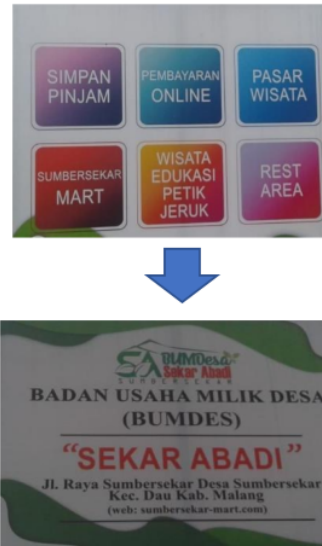 SIMPAN
PINJAM
PEMBAYARAN
ONLINE
PASAR
WISATA
SUMBERSEKAR
MART
WISATA
EDUKASI
PETIK
JERUK
REST
AREA
SA BUMDesa
Sekar Abadi
SUMBERSEKAR
BADAN USAHA MILIK DESA
(BUMDES)
“SEKAR ABADI”
Jl. Raya Sumbersekar Desa Sumbersekar
Kec. Dau Kab. Malang
(web: sumbersekar-mart.com)